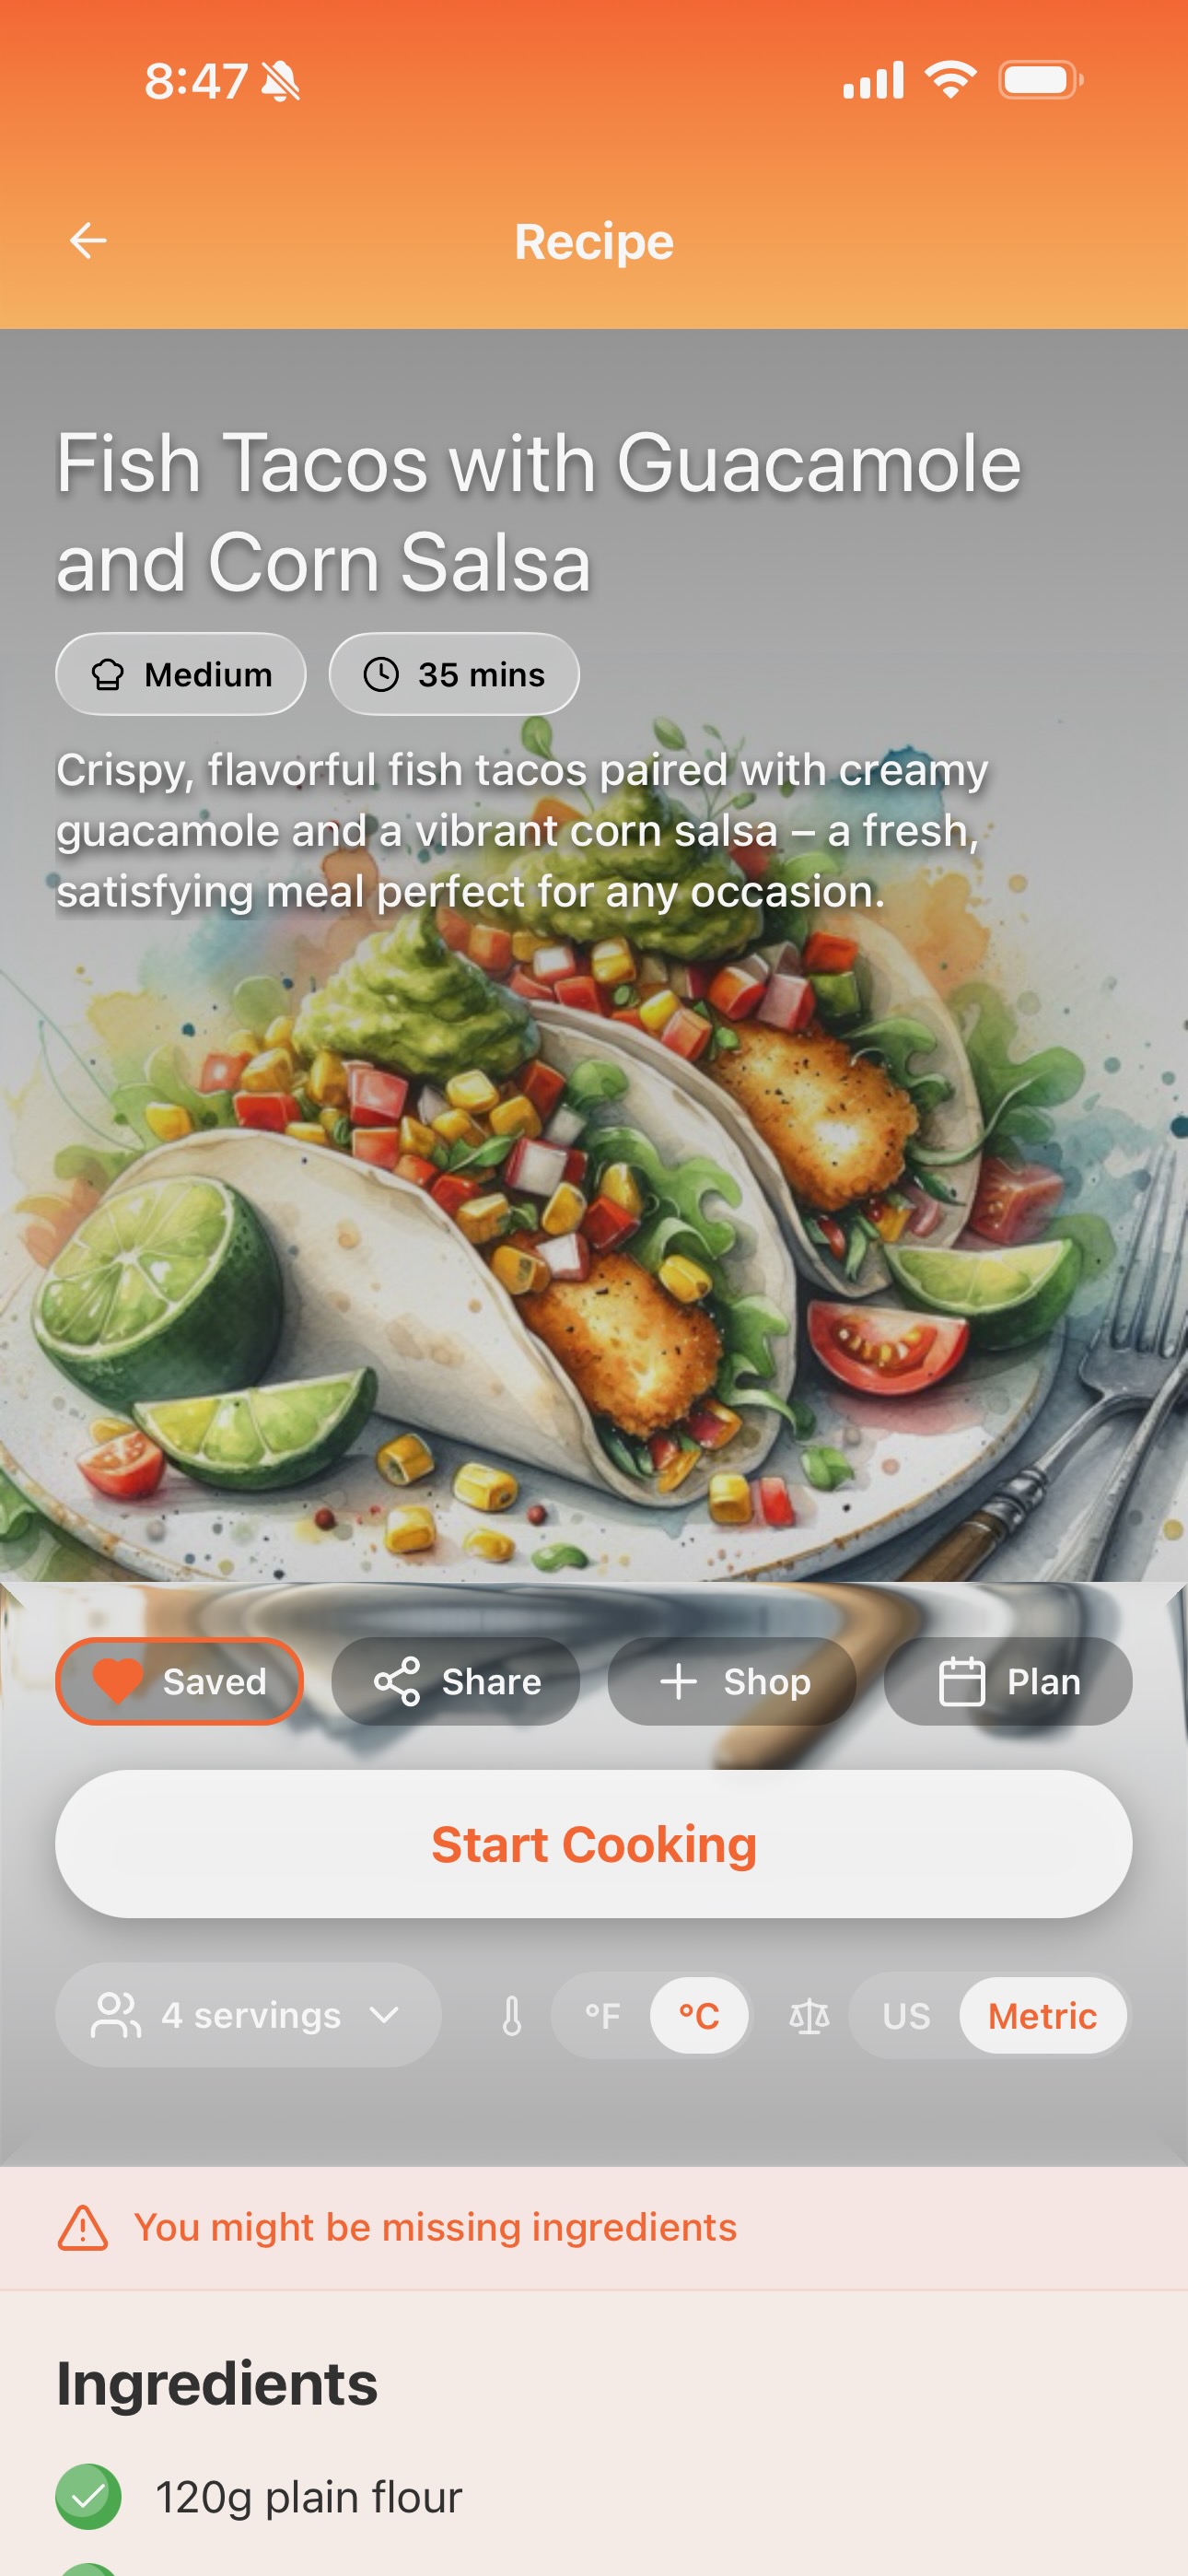 8:47
Recipe
Fish Tacos with Guacamole
and Corn Salsa
Medium
35 mins
Crispy, flavorful fish tacos paired with creamy
guacamole and a vibrant corn salsa – a fresh,
satisfying meal perfect for any occasion.
Saved
Share
Shop
Plan
Start Cooking
4 servings
°F
°C
US
Metric
You might be missing ingredients
Ingredients
120g plain flour